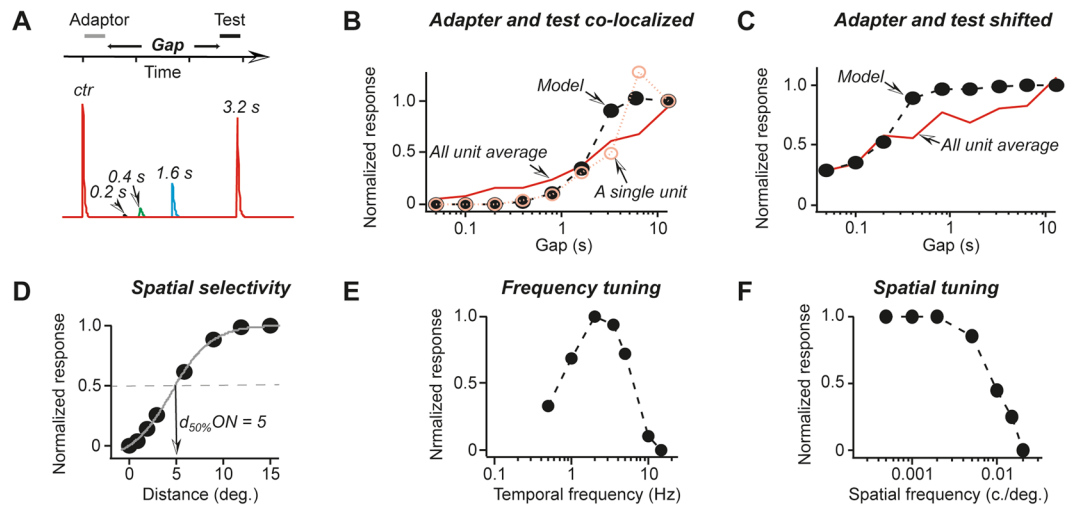 A
Adaptor
Test
Gap
Time
ctr
0.2 s
0.4 s
1.6 s
3.2 s
B
Adapter and test co-localized
Normalized response
1.0
0.5
0
Model
All unit average
A single unit
0.1
1
10
Gap (s)
C
Adapter and test shifted
Normalized response
1.0
0.5
0
Model
All unit average
0.1
1
10
Gap (s)
D
Spatial selectivity
Normalized response
1.0
0.5
0
d50%ON = 5
0
5
10
15
Distance (deg.)
E
Frequency tuning
Nrmalized response
1.0
0.5
0
0.1
1
10
Temporal frequency (Hz)
F
Spatial tuning
Normalized response
1.0
0.5
0
0.001
0.01
Spatial frequency (c./deg.)